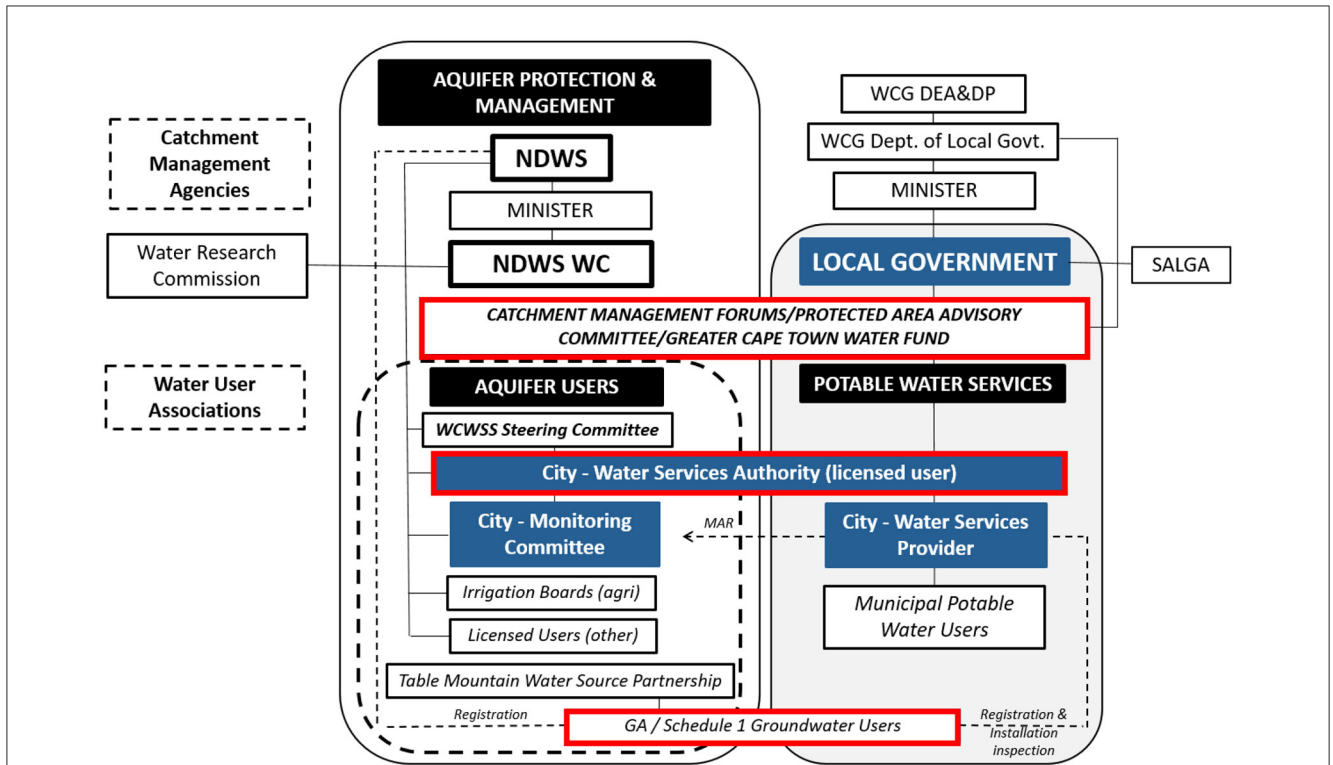 AQUIFER PROTECTION &
MANAGEMENT
WCG DEA&DP
Catchment
Management
Agencies
NDWS
WCG Dept. of Local Govt.
MINISTER
MINISTER
Water Research
Commission
NDWS WC
LOCAL GOVERNMENT
SALGA
CATCHMENT MANAGEMENT FORUMS/PROTECTED AREA ADVISORY
COMMITTEE/GREATER CAPE TOWN WATER FUND
Water User
Associations
AQUIFER USERS
POTABLE WATER SERVICES
WCWSS Steering Committee
City - Water Services Authority (licensed user)
City - Monitoring
Committee
MAR
City - Water Services
Provider
Irrigation Boards (agri)
Licensed Users (other)
Municipal Potable
Water Users
Table Mountain Water Source Partnership
Registration
GA / Schedule 1 Groundwater Users
Registration &
Installation
inspection